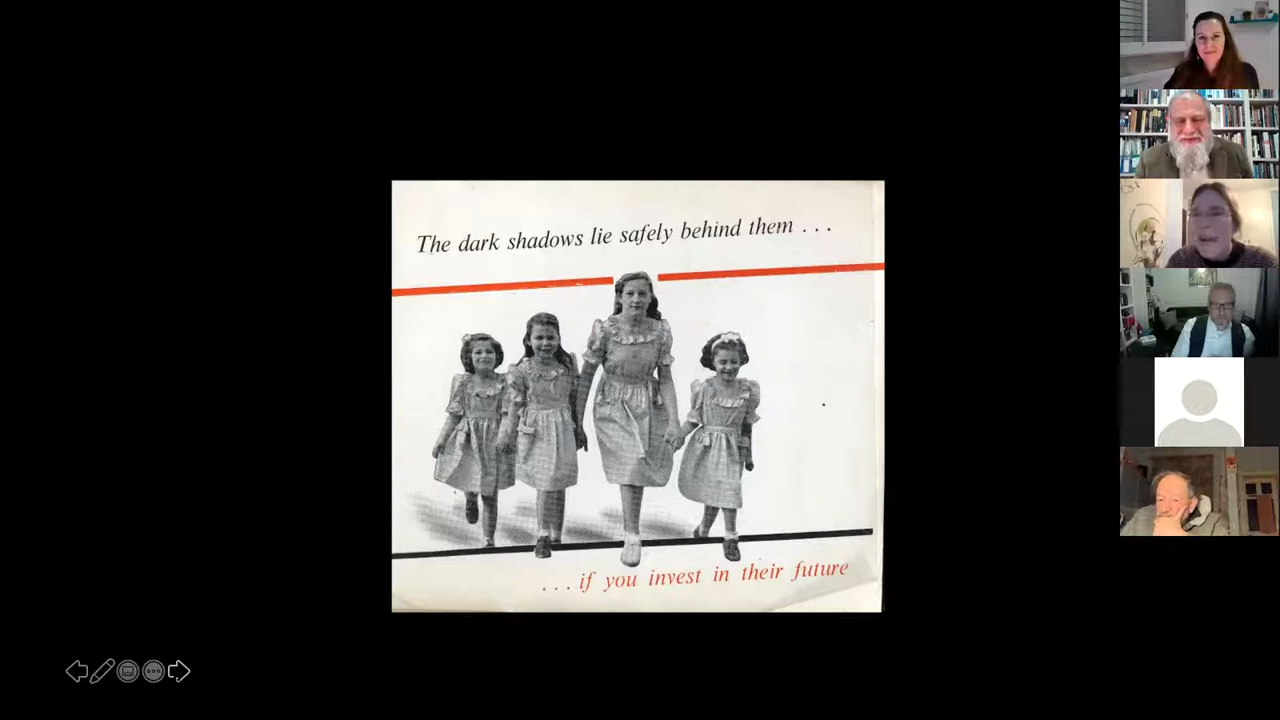 The dark shadows lie safely behind them . . .
. . . if you invest in their future